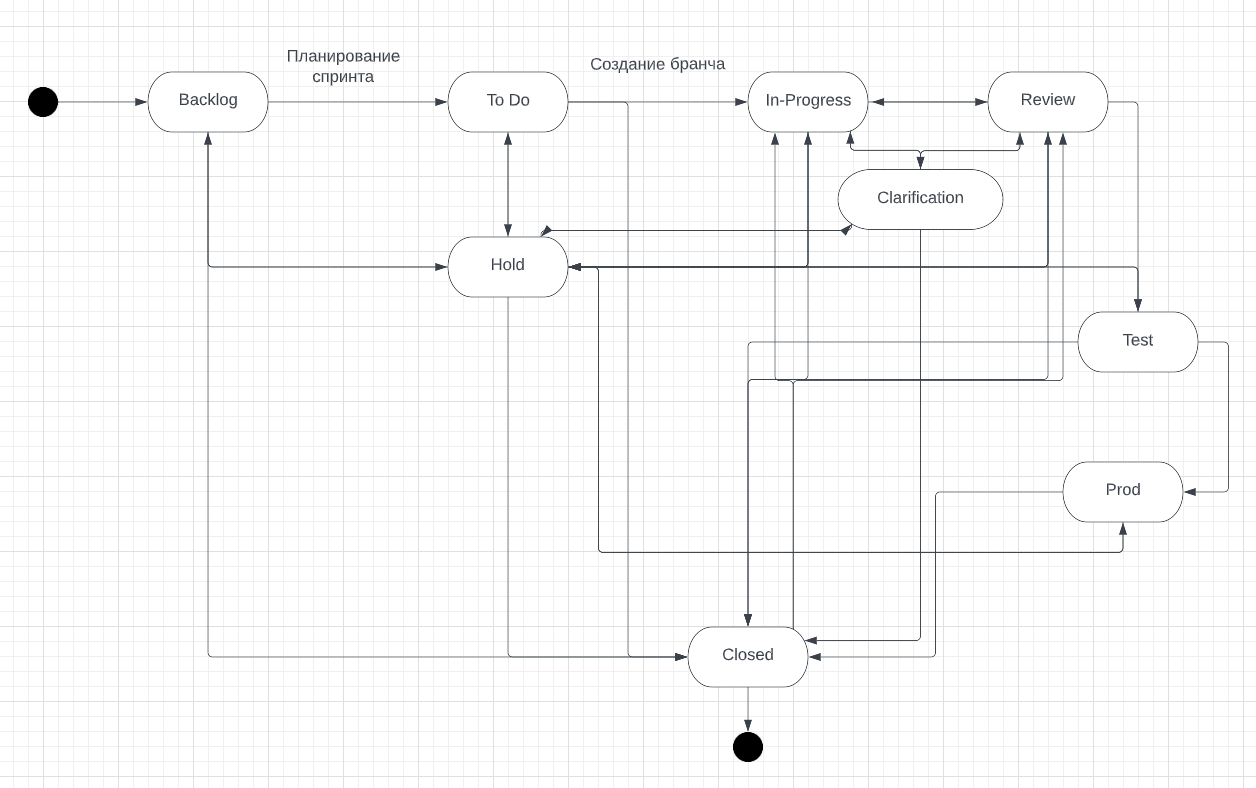 Планирование
спринта
Создание бранча
Backlog
To Do
In-Progress
Review
Clarification
Hold
Test
Prod
Closed